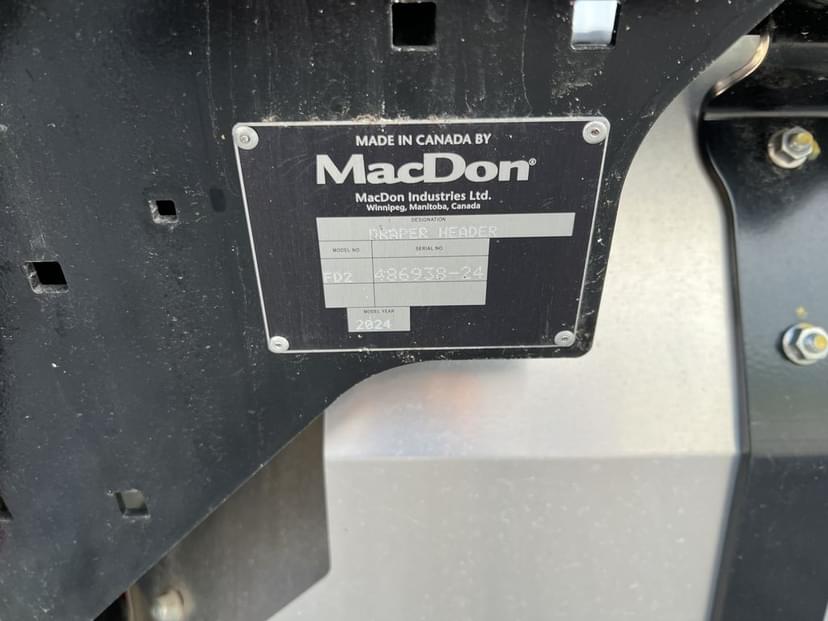 MADE IN CANADA BY
MacDon®
MacDon Industries Ltd.
Winnipeg, Manitoba, Canada
DESIGNATION
DRAPER HEADER
MODEL NO
SERIAL NO.
FD2
486938-24
MODEL YEAR
2024